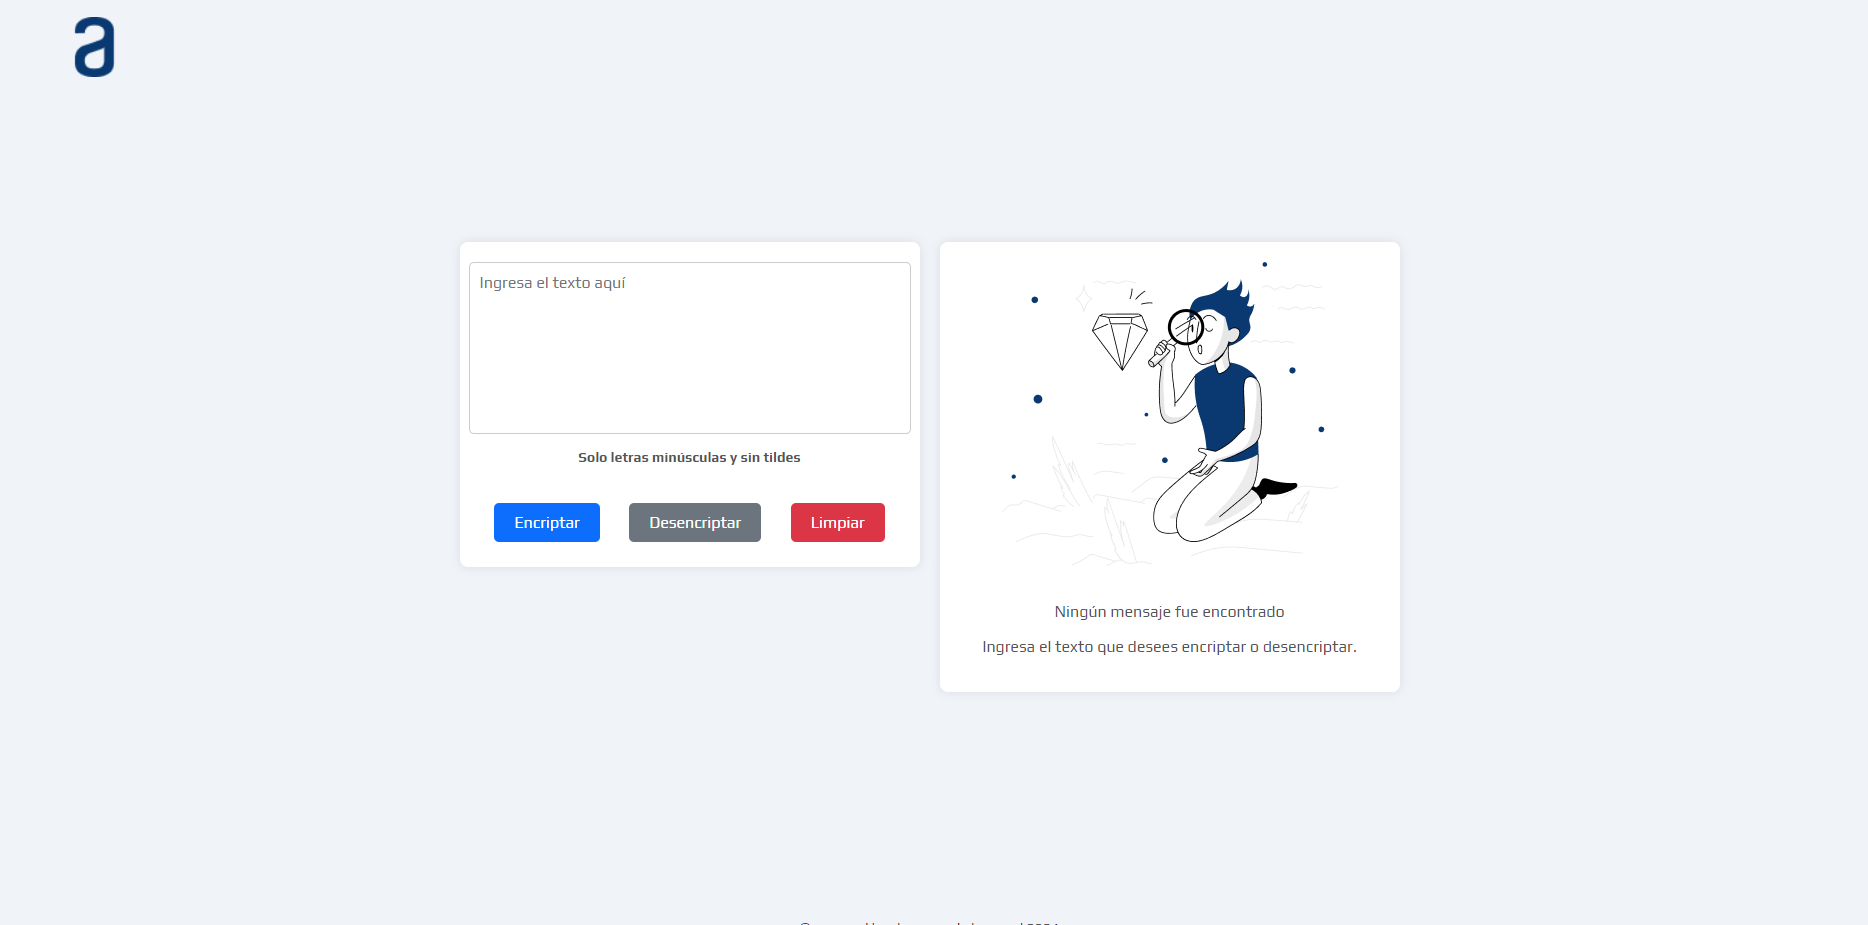 a
Ingresa el texto aquí
Solo letras minúsculas y sin tildes
Encriptar Desencriptar Limpiar
Ningún mensaje fue encontrado
Ingresa el texto que desees encriptar o desencriptar.